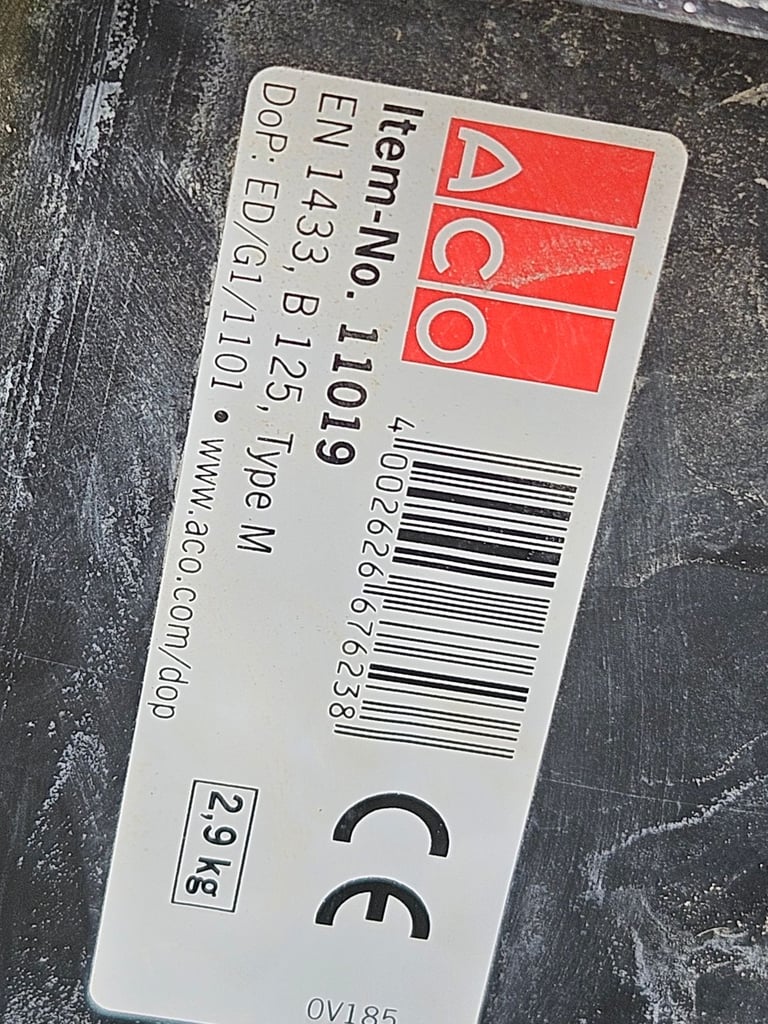 ACO
Item-No. 11019
EN 1433, B 125, Type M
DoP: ED/G1/1101 • www.aco.com/dop
4 002626 676238
CE
2,9 kg
0V185